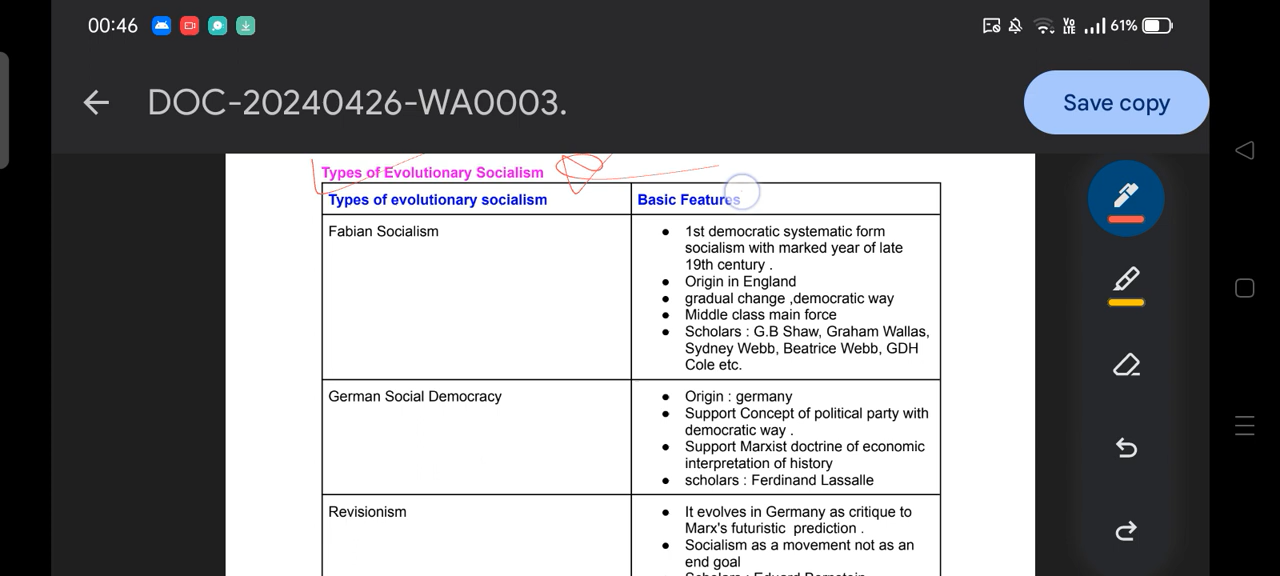 00:46
Vo LTE 61%
DOC-20240426-WA0003.
Save copy
Types of Evolutionary Socialism
Types of evolutionary socialism
Basic Features
Fabian Socialism
1st democratic systematic form
socialism with marked year of late
19th century .
Origin in England
gradual change ,democratic way
Middle class main force
Scholars : G.B Shaw, Graham Wallas,
Sydney Webb, Beatrice Webb, GDH
Cole etc.
German Social Democracy
Origin : germany
Support Concept of political party with
democratic way .
Support Marxist doctrine of economic
interpretation of history
scholars : Ferdinand Lassalle
Revisionism
It evolves in Germany as critique to
Marx's futuristic prediction .
Socialism as a movement not as an
end goal
Scholars : Eduard Bernstein